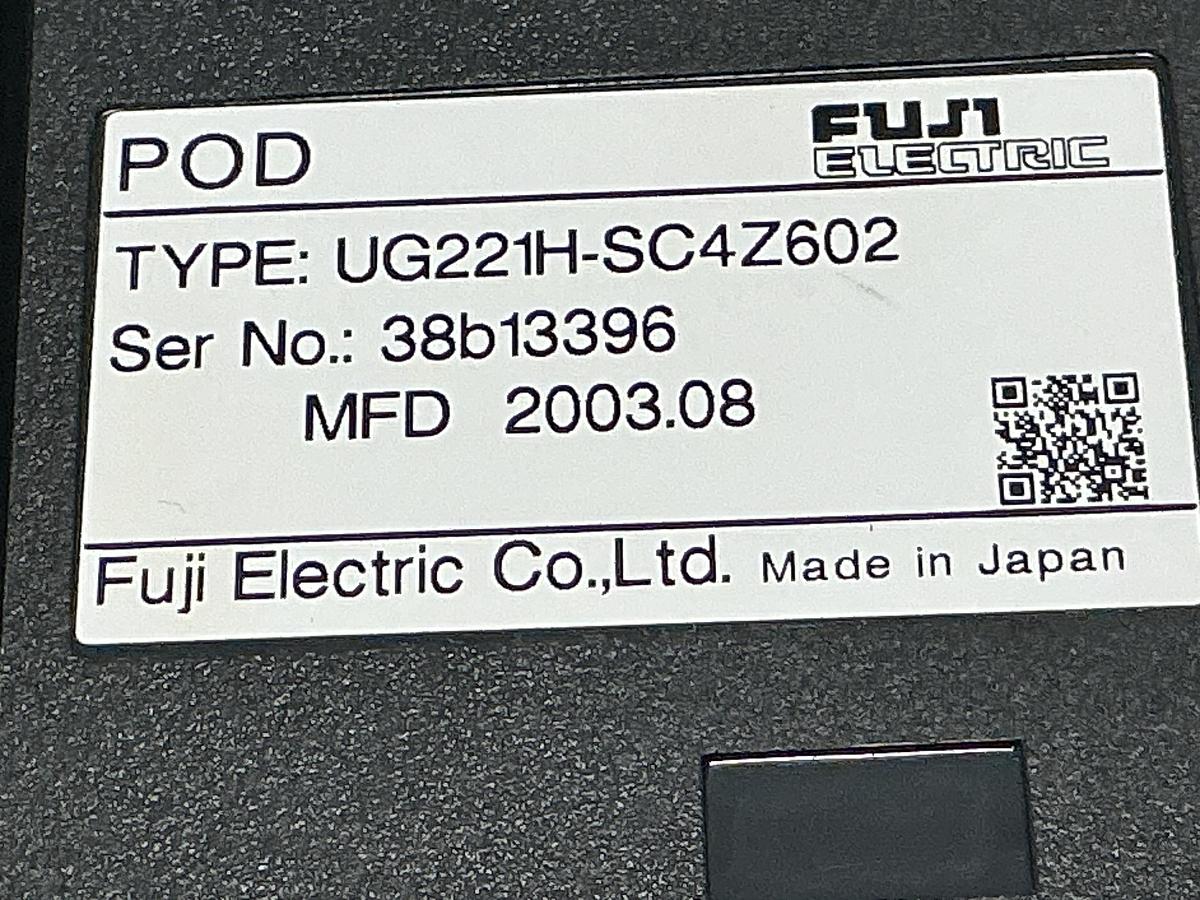 POD
FUJI
ELECTRIC
TYPE: UG221H-SC4Z602
Ser No.: 38b13396
MFD 2003.08
Fuji Electric Co.,Ltd. Made in Japan